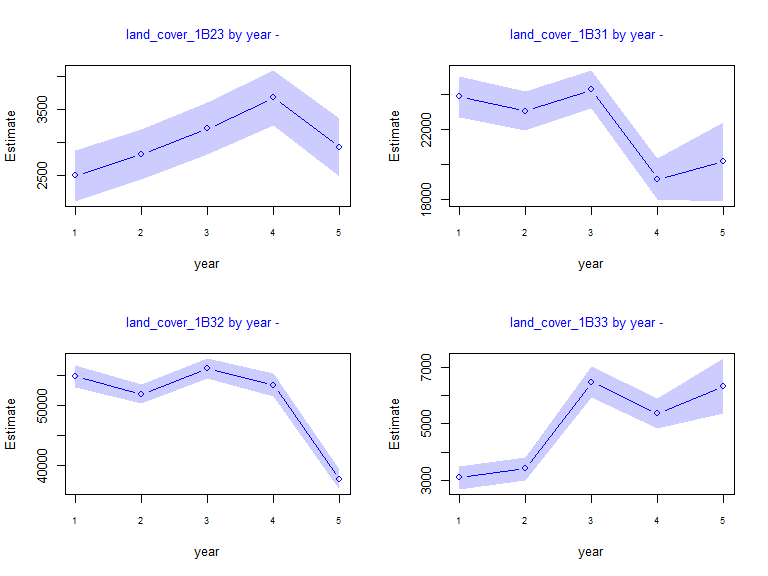 land_cover_1B23 by year -
Estimate
3500
2500
1 2 3 4 5
year
land_cover_1B31 by year -
Estimate
22000
18000
1 2 3 4 5
year
land_cover_1B32 by year -
Estimate
50000
40000
1 2 3 4 5
year
land_cover_1B33 by year -
Estimate
7000
5000
3000
1 2 3 4 5
year